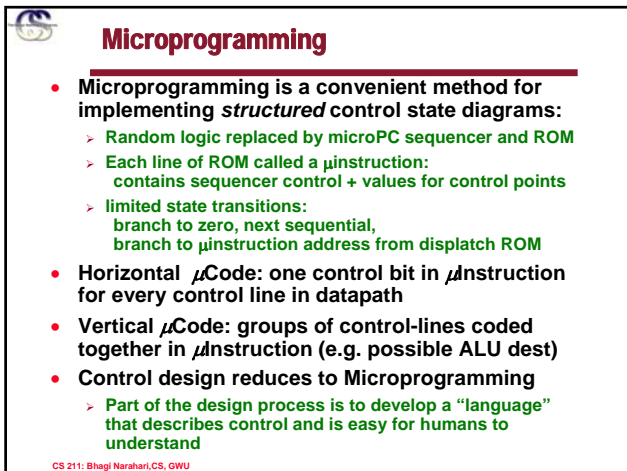 Microprogramming
• Microprogramming is a convenient method for
implementing structured control state diagrams:
➢ Random logic replaced by microPC sequencer and ROM
➢ Each line of ROM called a μinstruction:
contains sequencer control + values for control points
➢ limited state transitions:
branch to zero, next sequential,
branch to μinstruction address from displatch ROM
• Horizontal μCode: one control bit in μInstruction
for every control line in datapath
• Vertical μCode: groups of control-lines coded
together in μInstruction (e.g. possible ALU dest)
• Control design reduces to Microprogramming
➢ Part of the design process is to develop a “language”
that describes control and is easy for humans to
understand
CS 211: Bhagi Narahari,CS, GWU